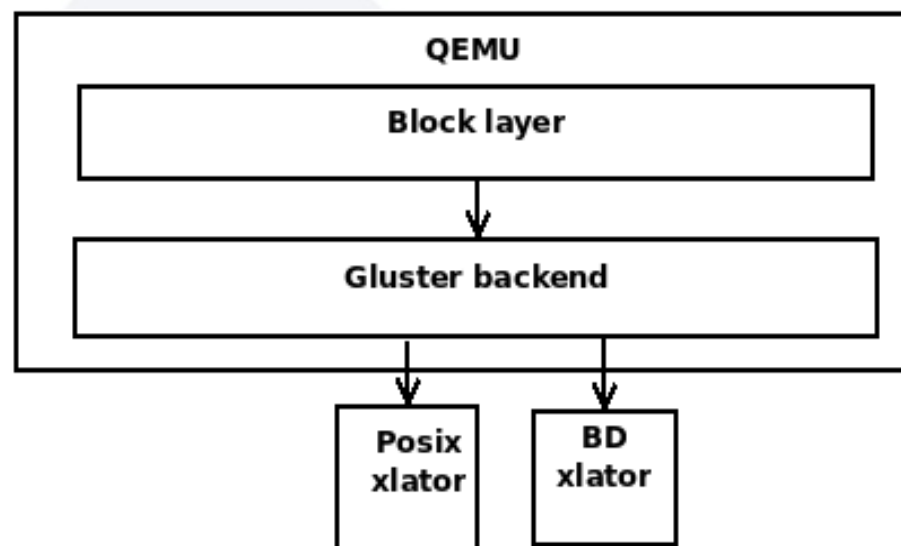 QEMU
Block layer
Gluster backend
Posix
xlator
BD
xlator